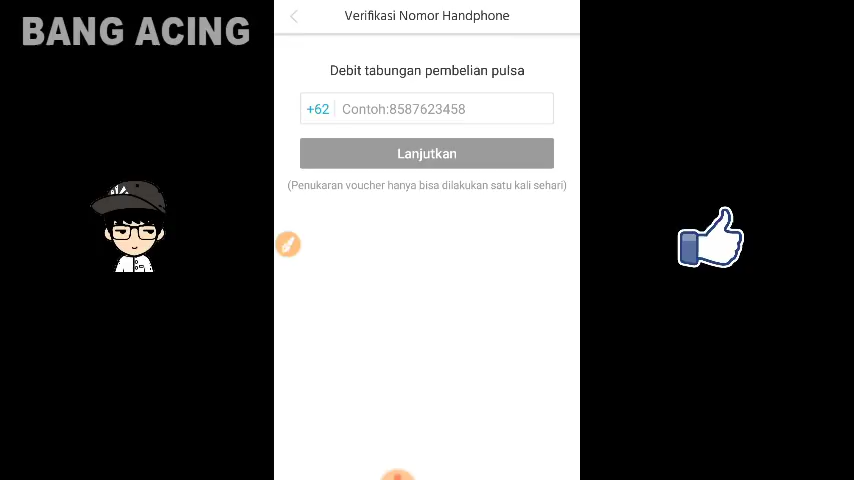 BANG ACING
Verifikasi Nomor Handphone
Debit tabungan pembelian pulsa
+62 Contoh:8587623458
Lanjutkan
(Penukaran voucher hanya bisa dilakukan satu kali sehari)